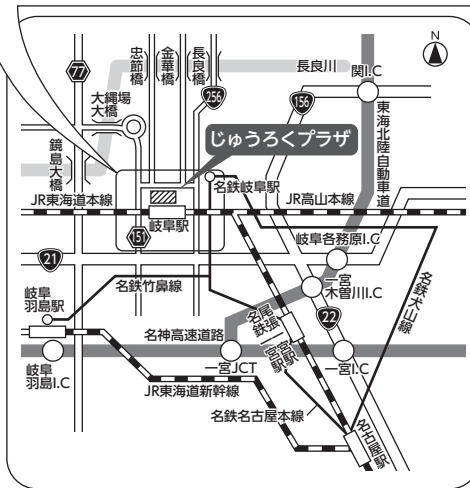 N
77
忠節橋
金華橋
長良橋
長良川
関I.C
256
156
大縄場
大橋
鏡島大橋
東海北陸自動車道
じゅうろくプラザ
名鉄岐阜駅
JR東海道本線
JR高山本線
岐阜駅
151
岐阜各務原I.C
21
名鉄竹鼻線
一宮
木曽川I.C
名鉄犬山線
岐阜
羽島駅
22
名鉄
尾張
一宮駅
一宮駅
名神高速道路
岐阜
羽島I.C
一宮JCT
一宮I.C
JR東海道新幹線
名鉄名古屋本線
名古屋駅